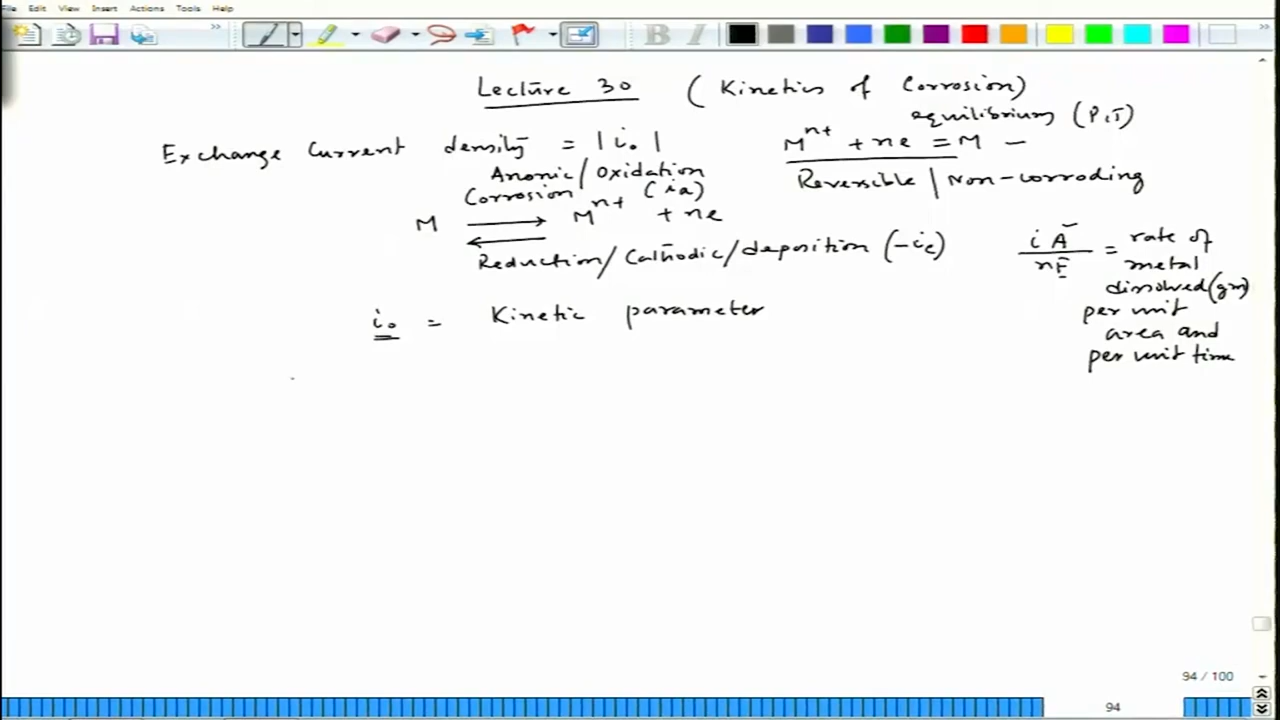 File Edit View Insert Actions Tools Help
Lecture 30 (Kinetics of Corrosion)
equilibrium (P,T)
Exchange Current density = |i₀|
Mⁿ⁺ + ne = M
Reversible | Non-corroding
Anonic/Oxidation
Corrosion (ia)
M ⇌ Mⁿ⁺ + ne
Reduction/Cathodic/deposition (-ic)
i A / nF = rate of
metal
dissolved (gm)
per unit
area and
per unit time
i₀ = Kinetic parameter
94 / 100
94